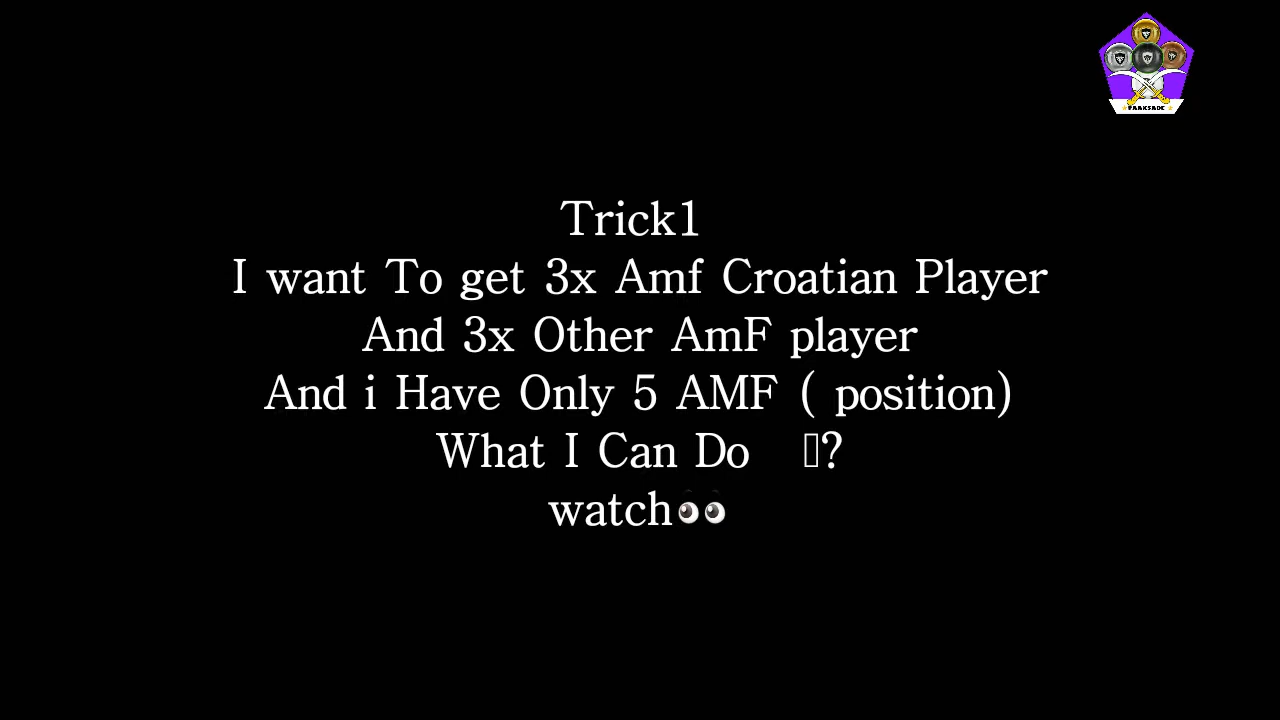 Trick1
I want To get 3x Amf Croatian Player
And 3x Other AmF player
And i Have Only 5 AMF ( position)
What I Can Do ?
watch👀